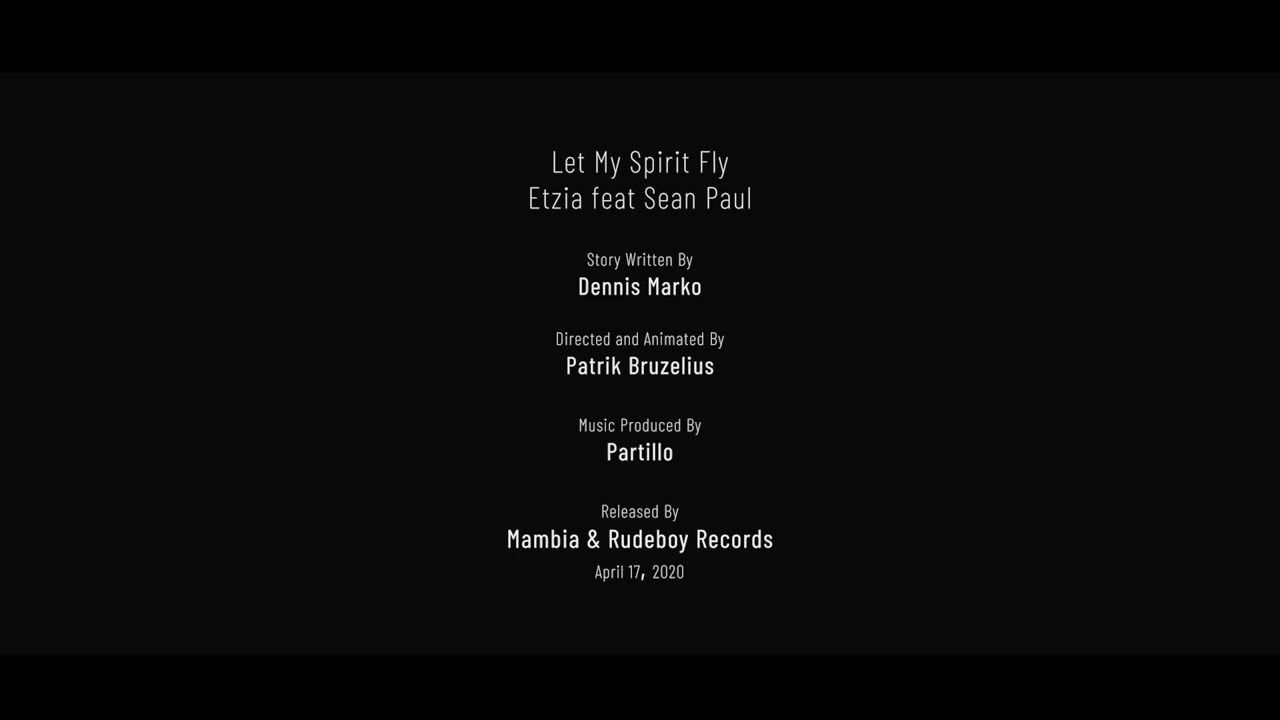 Let My Spirit Fly
Etzia feat Sean Paul
Story Written By
Dennis Marko
Directed and Animated By
Patrik Bruzelius
Music Produced By
Partillo
Released By
Mambia & Rudeboy Records
April 17, 2020